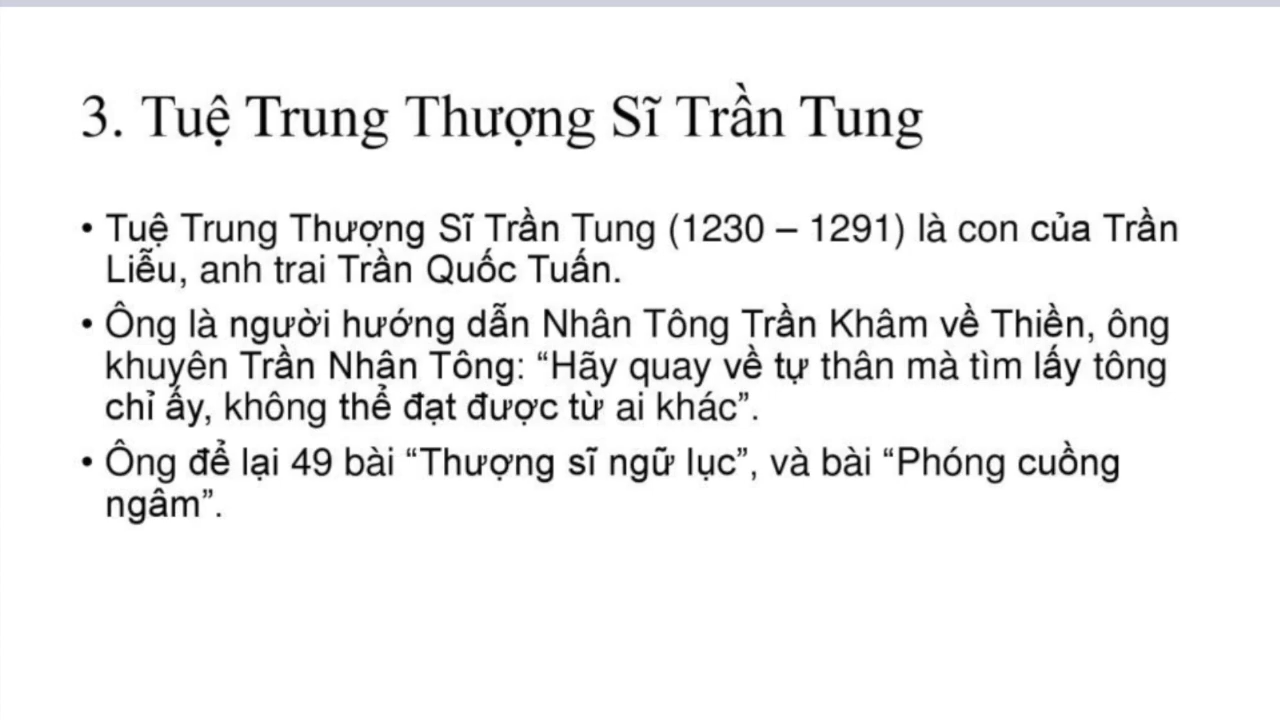 3. Tuệ Trung Thượng Sĩ Trần Tung
• Tuệ Trung Thượng Sĩ Trần Tung (1230 – 1291) là con của Trần
Liễu, anh trai Trần Quốc Tuấn.
• Ông là người hướng dẫn Nhân Tông Trần Khâm về Thiền, ông
khuyên Trần Nhân Tông: “Hãy quay về tự thân mà tìm lấy tông
chỉ ấy, không thể đạt được từ ai khác”.
• Ông để lại 49 bài “Thượng sĩ ngữ lục”, và bài “Phóng cuồng
ngâm”.